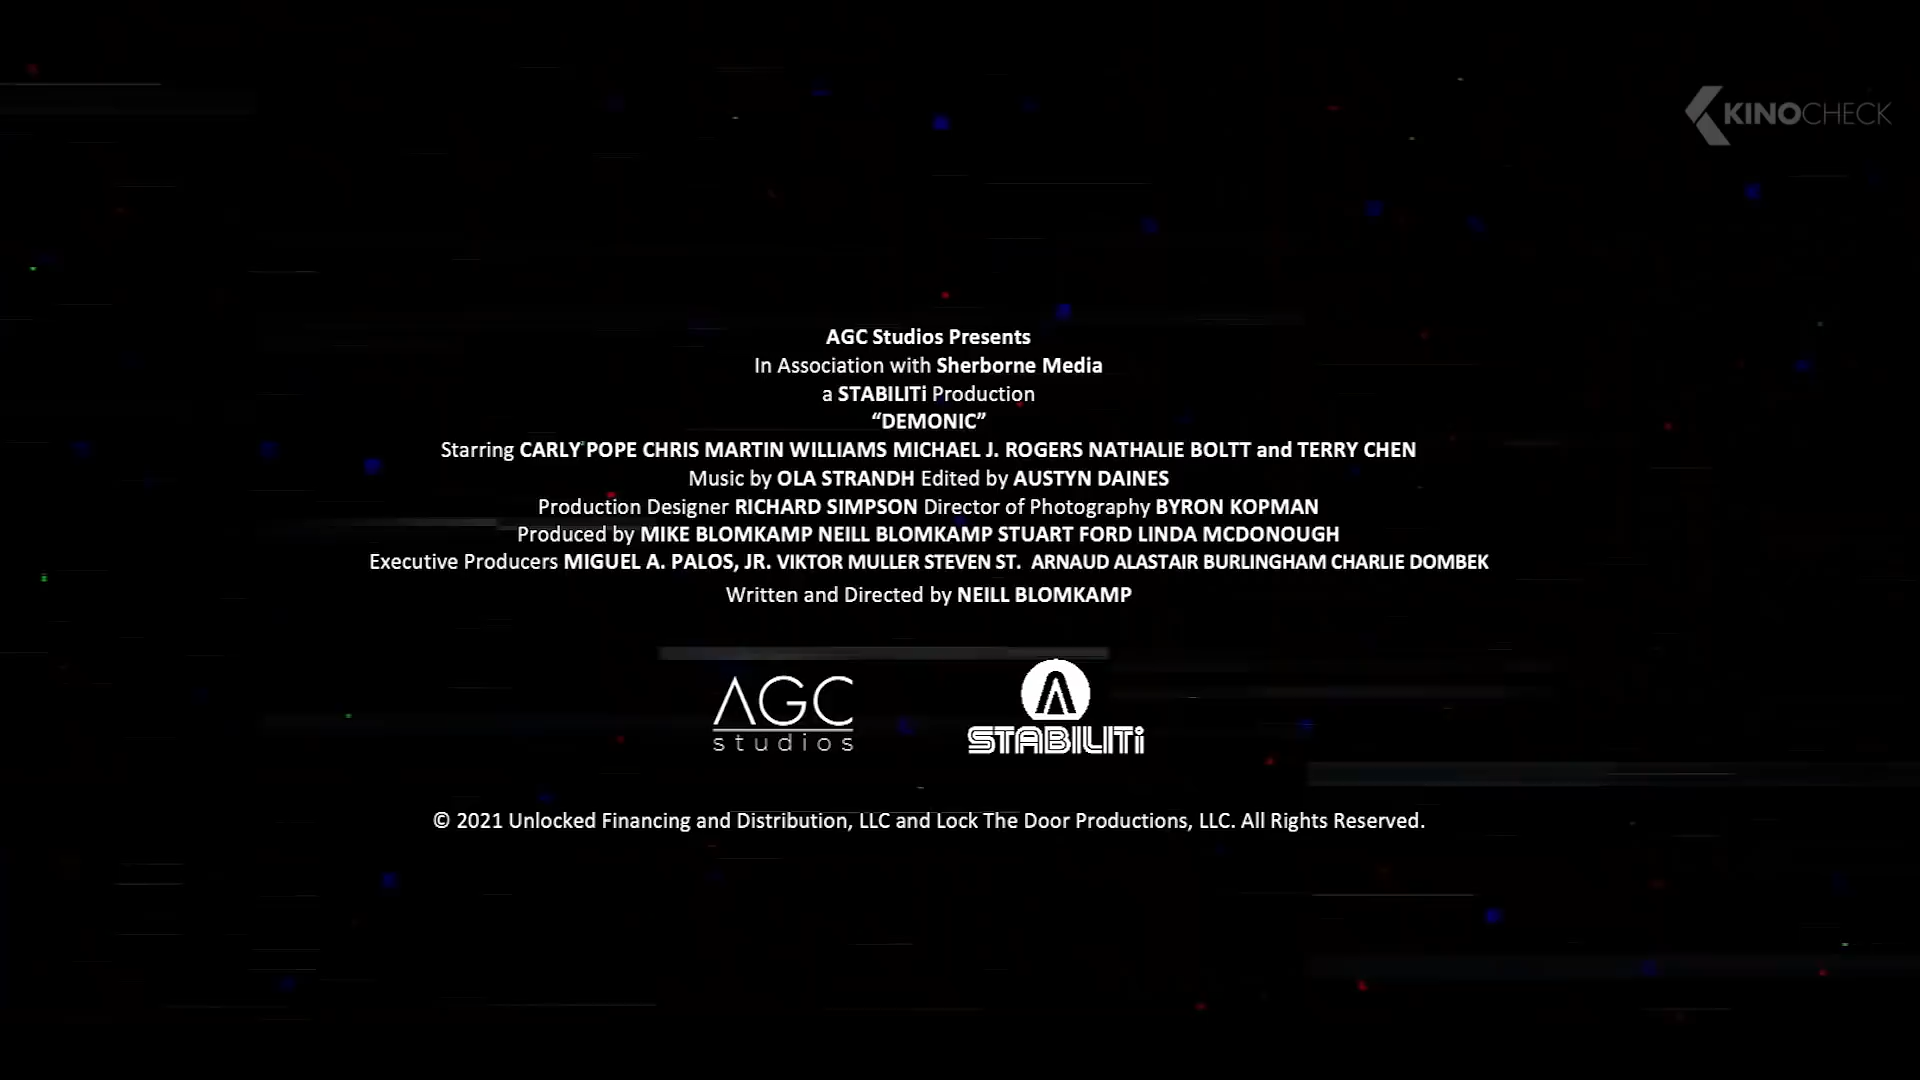 KINOCHECK
AGC Studios Presents
In Association with Sherborne Media
a STABILITi Production
“DEMONIC”
Starring CARLY POPE CHRIS MARTIN WILLIAMS MICHAEL J. ROGERS NATHALIE BOLTT and TERRY CHEN
Music by OLA STRANDH Edited by AUSTYN DAINES
Production Designer RICHARD SIMPSON Director of Photography BYRON KOPMAN
Produced by MIKE BLOMKAMP NEILL BLOMKAMP STUART FORD LINDA MCDONOUGH
Executive Producers MIGUEL A. PALOS, JR. VIKTOR MULLER STEVEN ST. ARNAUD ALASTAIR BURLINGHAM CHARLIE DOMBEK
Written and Directed by NEILL BLOMKAMP
AGC studios
STABILITi
© 2021 Unlocked Financing and Distribution, LLC and Lock The Door Productions, LLC. All Rights Reserved.